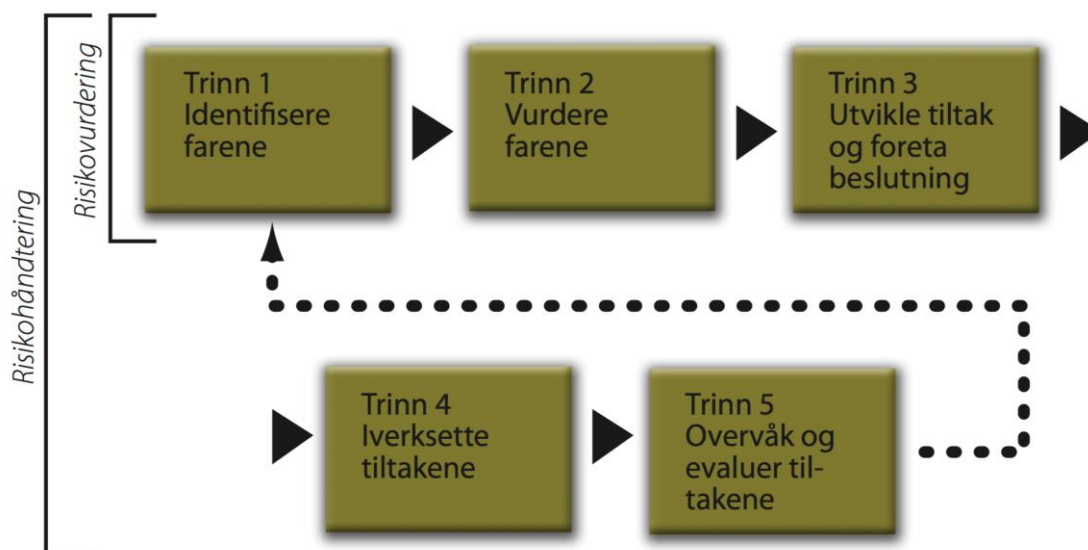 Risikohåndtering
Risikovurdering
Trinn 1
Identifisere
farene
Trinn 2
Vurdere
farene
Trinn 3
Utvikle tiltak
og foreta
beslutning
Trinn 4
Iverksette
tiltakene
Trinn 5
Overvåk og
evaluer til-
takene